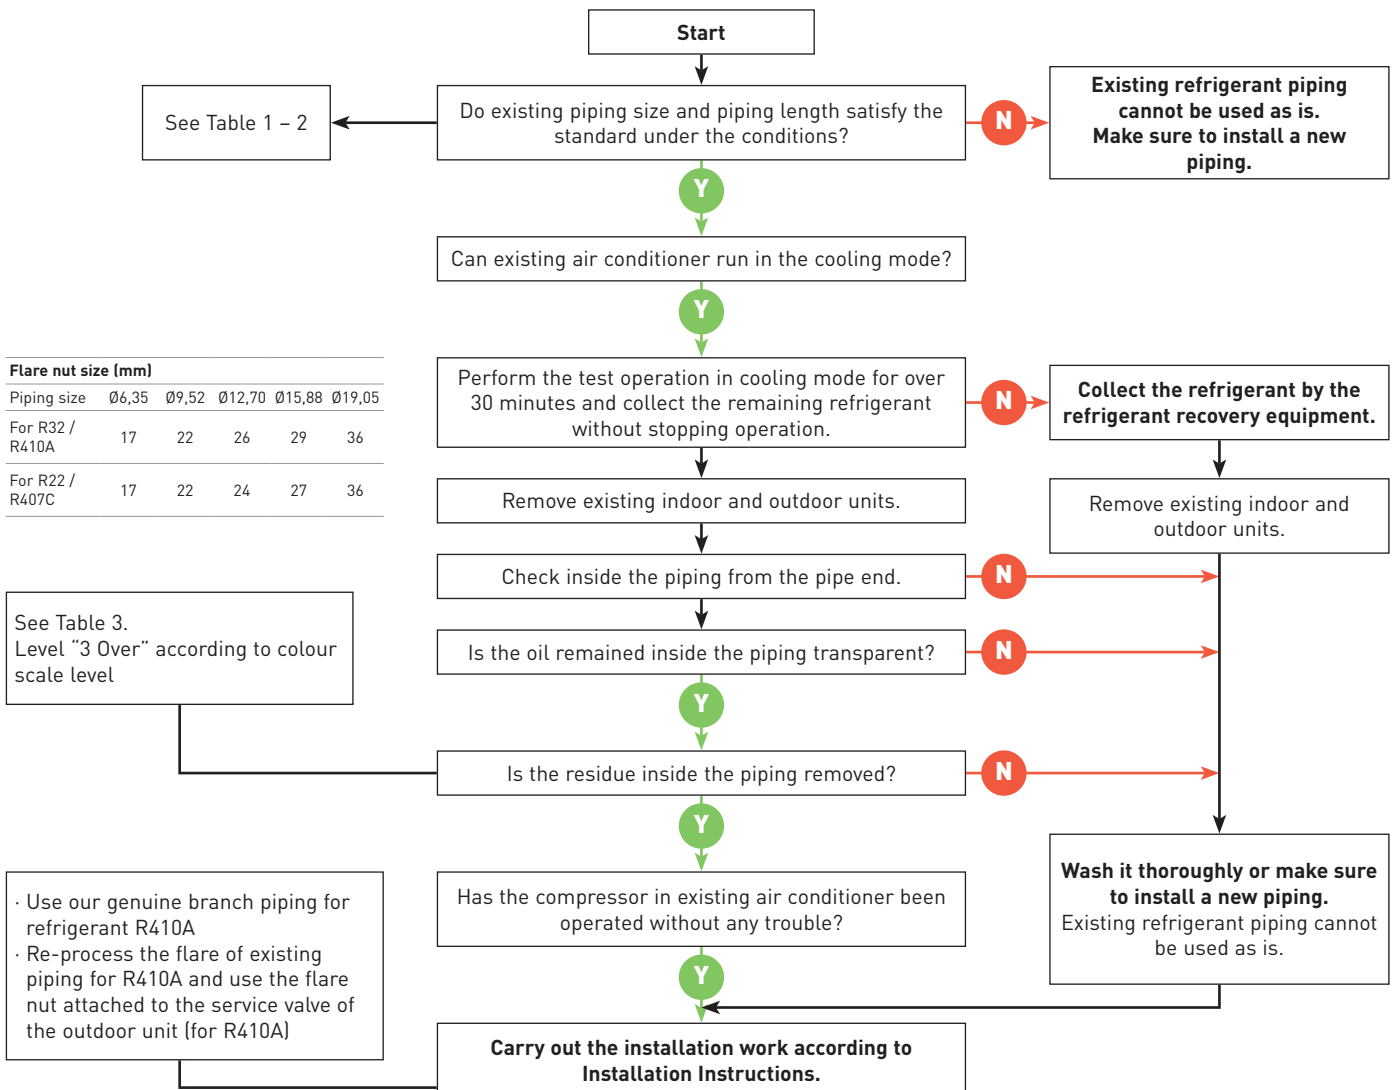 Start
See Table 1 – 2
Do existing piping size and piping length satisfy the
standard under the conditions?
N
Existing refrigerant piping
cannot be used as is.
Make sure to install a new
piping.
Y
Can existing air conditioner run in the cooling mode?
Y
Flare nut size (mm)
Piping size Ø6,35 Ø9,52 Ø12,70 Ø15,88 Ø19,05
For R32 /
R410A 17 22 26 29 36
For R22 /
R407C 17 22 24 27 36
Perform the test operation in cooling mode for over
30 minutes and collect the remaining refrigerant
without stopping operation.
N
Collect the refrigerant by the
refrigerant recovery equipment.
Remove existing indoor and outdoor units.
Remove existing indoor and
outdoor units.
Check inside the piping from the pipe end.
N
See Table 3.
Level “3 Over” according to colour
scale level
Is the oil remained inside the piping transparent?
N
Y
Is the residue inside the piping removed?
N
Y
Has the compressor in existing air conditioner been
operated without any trouble?
Wash it thoroughly or make sure
to install a new piping.
Existing refrigerant piping cannot
be used as is.
· Use our genuine branch piping for
refrigerant R410A
· Re-process the flare of existing
piping for R410A and use the flare
nut attached to the service valve of
the outdoor unit (for R410A)
Y
Carry out the installation work according to
Installation Instructions.